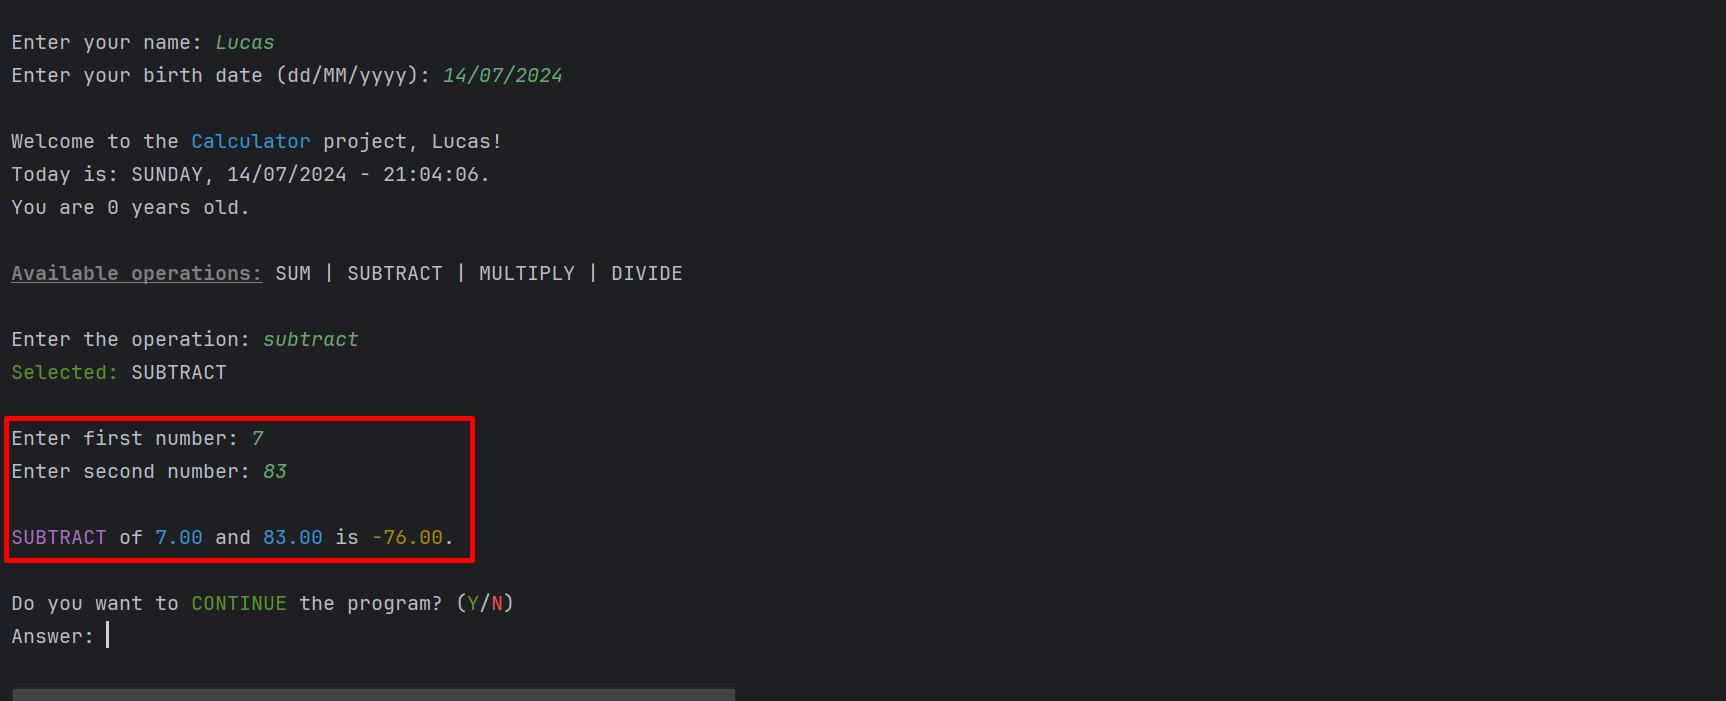 Enter your name: Lucas
Enter your birth date (dd/MM/yyyy): 14/07/2024
Welcome to the Calculator project, Lucas!
Today is: SUNDAY, 14/07/2024 - 21:04:06.
You are 0 years old.
Available operations: SUM | SUBTRACT | MULTIPLY | DIVIDE
Enter the operation: subtract
Selected: SUBTRACT
Enter first number: 7
Enter second number: 83
SUBTRACT of 7.00 and 83.00 is -76.00.
Do you want to CONTINUE the program? (Y/N)
Answer: